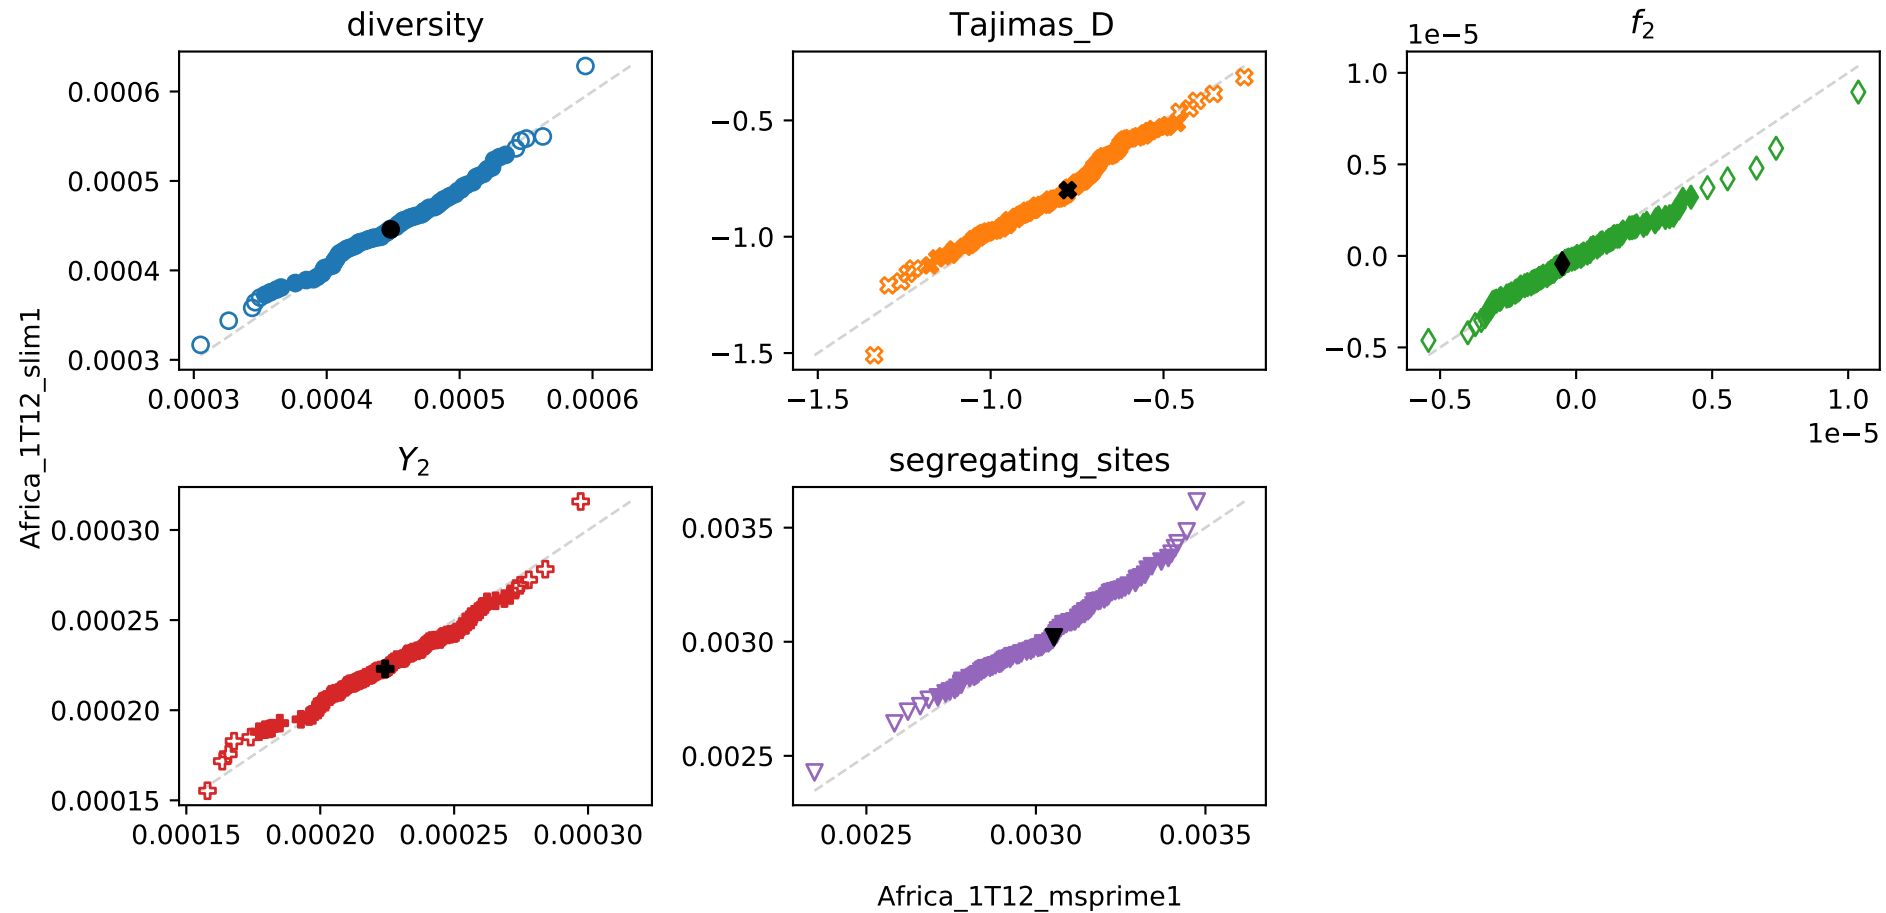 diversity
Tajimas_D
f2
1e−5
0.0006
0.0005
0.0004
0.0003
0.0003 0.0004 0.0005 0.0006
−0.5
−1.0
−1.5
−1.5 −1.0 −0.5
1.0
0.5
0.0
−0.5
−0.5 0.0 0.5 1.0
1e−5
Africa_1T12_slim1
Y2
segregating_sites
0.00030
0.00025
0.00020
0.00015
0.00015 0.00020 0.00025 0.00030
0.0035
0.0030
0.0025
0.0025 0.0030 0.0035
Africa_1T12_msprime1